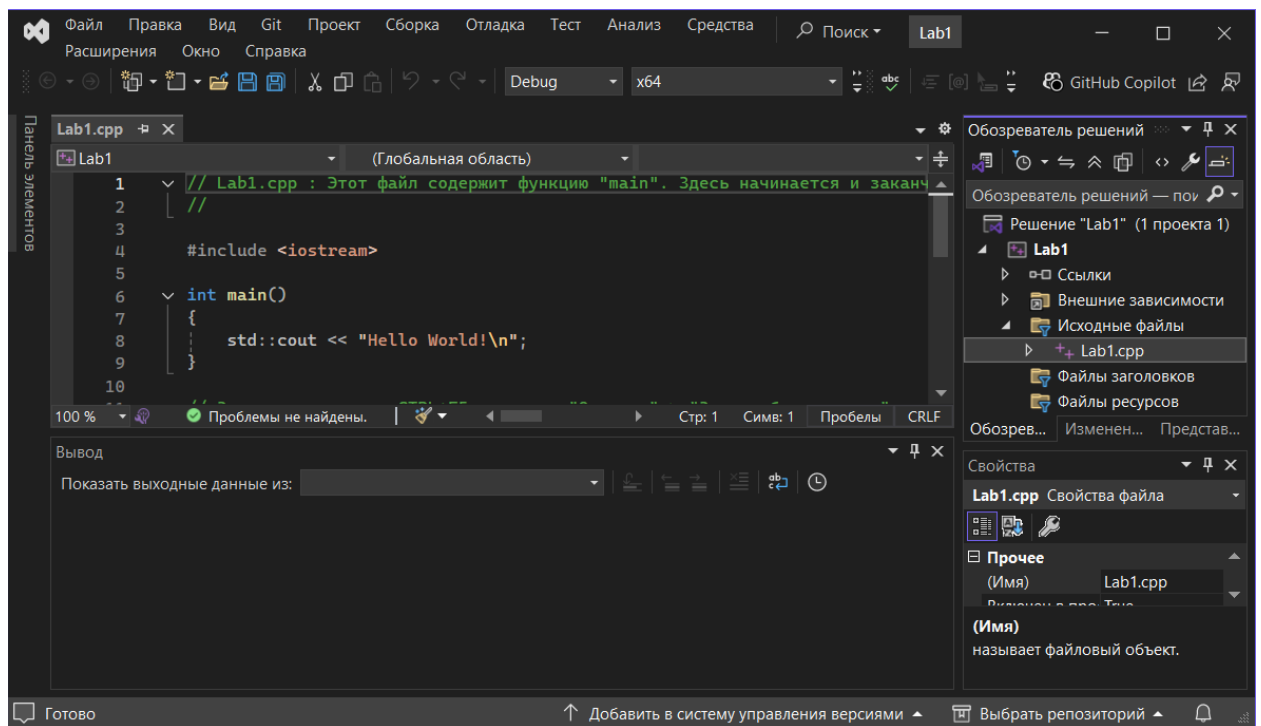 Файл Правка Вид Git Проект Сборка Отладка Тест Анализ Средства Поиск Lab1
Расширения Окно Справка
Debug x64 GitHub Copilot
Панель элементов
Lab1.cpp
Lab1 (Глобальная область)
1 // Lab1.cpp : Этот файл содержит функцию "main". Здесь начинается и заканч
2 //
3
4 #include <iostream>
5
6 int main()
7 {
8 std::cout << "Hello World!\n";
9 }
10
100 % Проблемы не найдены. Стр: 1 Симв: 1 Пробелы CRLF
Вывод
Показать выходные данные из:
Обозреватель решений
Обозреватель решений — пои
Решение "Lab1" (1 проекта 1)
Lab1
Ссылки
Внешние зависимости
Исходные файлы
Lab1.cpp
Файлы заголовков
Файлы ресурсов
Обозрев... Изменен... Представ...
Свойства
Lab1.cpp Свойства файла
Прочее
(Имя) Lab1.cpp
Включен в про True
(Имя)
называет файловый объект.
Готово Добавить в систему управления версиями Выбрать репозиторий